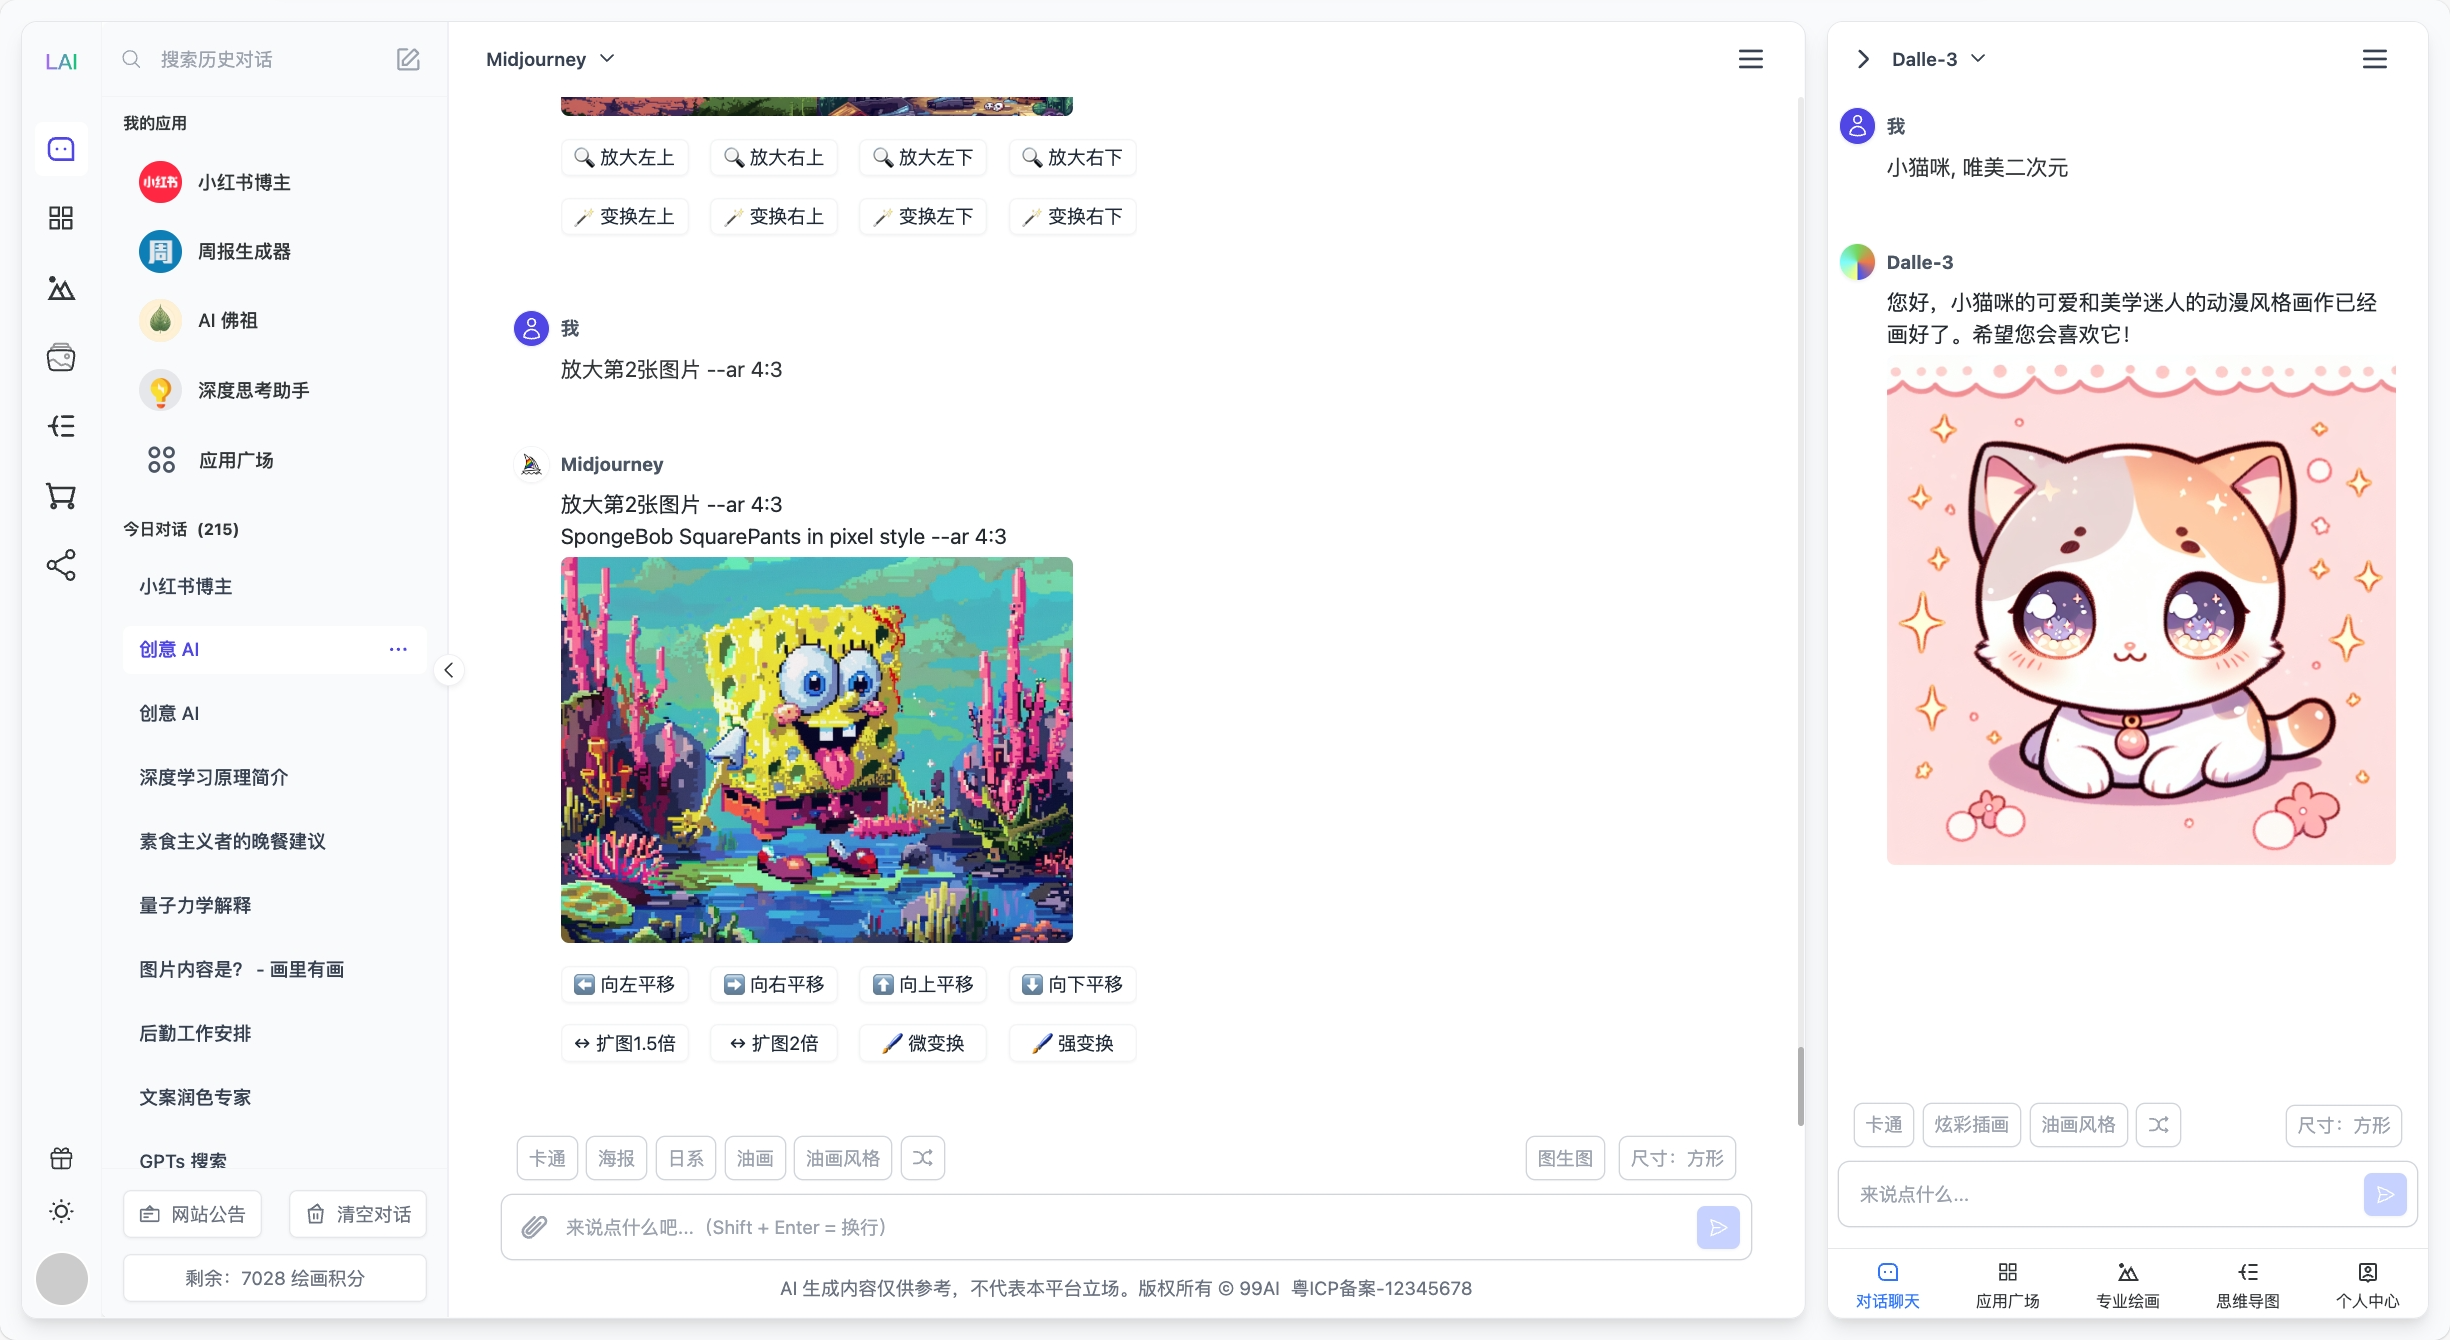 LAI
搜索历史对话
我的应用
小红书
小红书博主
周
周报生成器
AI 佛祖
深度思考助手
应用广场
今日对话 (215)
小红书博主
创意 AI
创意 AI
深度学习原理简介
素食主义者的晚餐建议
量子力学解释
图片内容是? - 画里有画
后勤工作安排
文案润色专家
GPTs 搜索
网站公告
清空对话
剩余：7028 绘画积分
Midjourney
放大左上 放大右上 放大左下 放大右下
变换左上 变换右上 变换左下 变换右下
我
放大第2张图片 --ar 4:3
Midjourney
放大第2张图片 --ar 4:3
SpongeBob SquarePants in pixel style --ar 4:3
向左平移 向右平移 向上平移 向下平移
扩图1.5倍 扩图2倍 微变换 强变换
卡通 海报 日系 油画 油画风格 图生图 尺寸：方形
来说点什么吧...（Shift + Enter = 换行）
AI 生成内容仅供参考，不代表本平台立场。版权所有 © 99AI 粤ICP备案-12345678
Dalle-3
我
小猫咪, 唯美二次元
Dalle-3
您好，小猫咪的可爱和美学迷人的动漫风格画作已经
画好了。希望您会喜欢它！
卡通 炫彩插画 油画风格 尺寸：方形
来说点什么...
对话聊天 应用广场 专业绘画 思维导图 个人中心